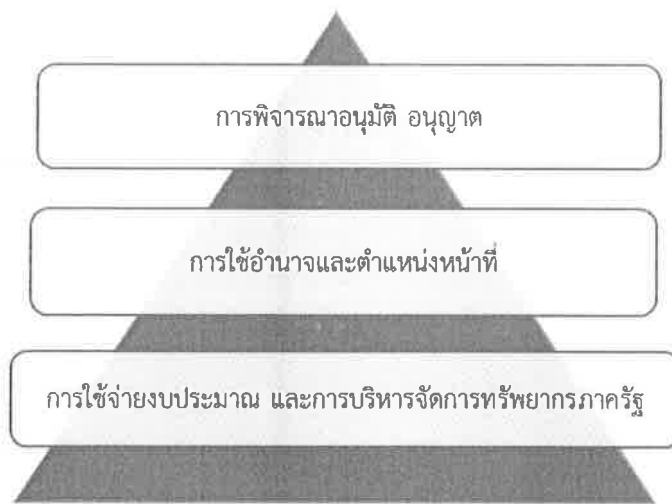 การพิจารณาอนุมัติ อนุญาต
การใช้อำนาจและตำแหน่งหน้าที่
การใช้จ่ายงบประมาณ และการบริหารจัดการทรัพยากรภาครัฐ